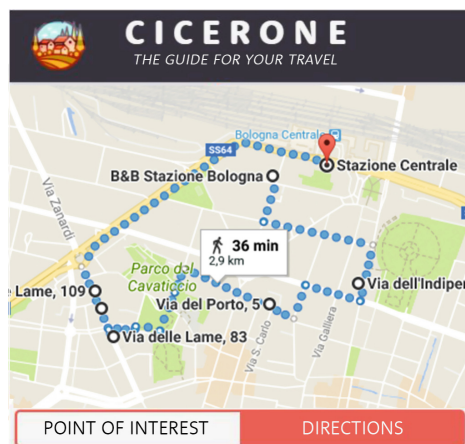 CICERONE
THE GUIDE FOR YOUR TRAVEL
Bologna Centrale
SS64
Stazione Centrale
B&B Stazione Bologna
Via Zanardi
36 min
2,9 km
Parco del
Cavaticcio
Via dell'Indiper
e Lame, 109
Via del Porto, 5
Via Galliera
Via S. Carlo
Via delle Lame, 83
POINT OF INTEREST
DIRECTIONS